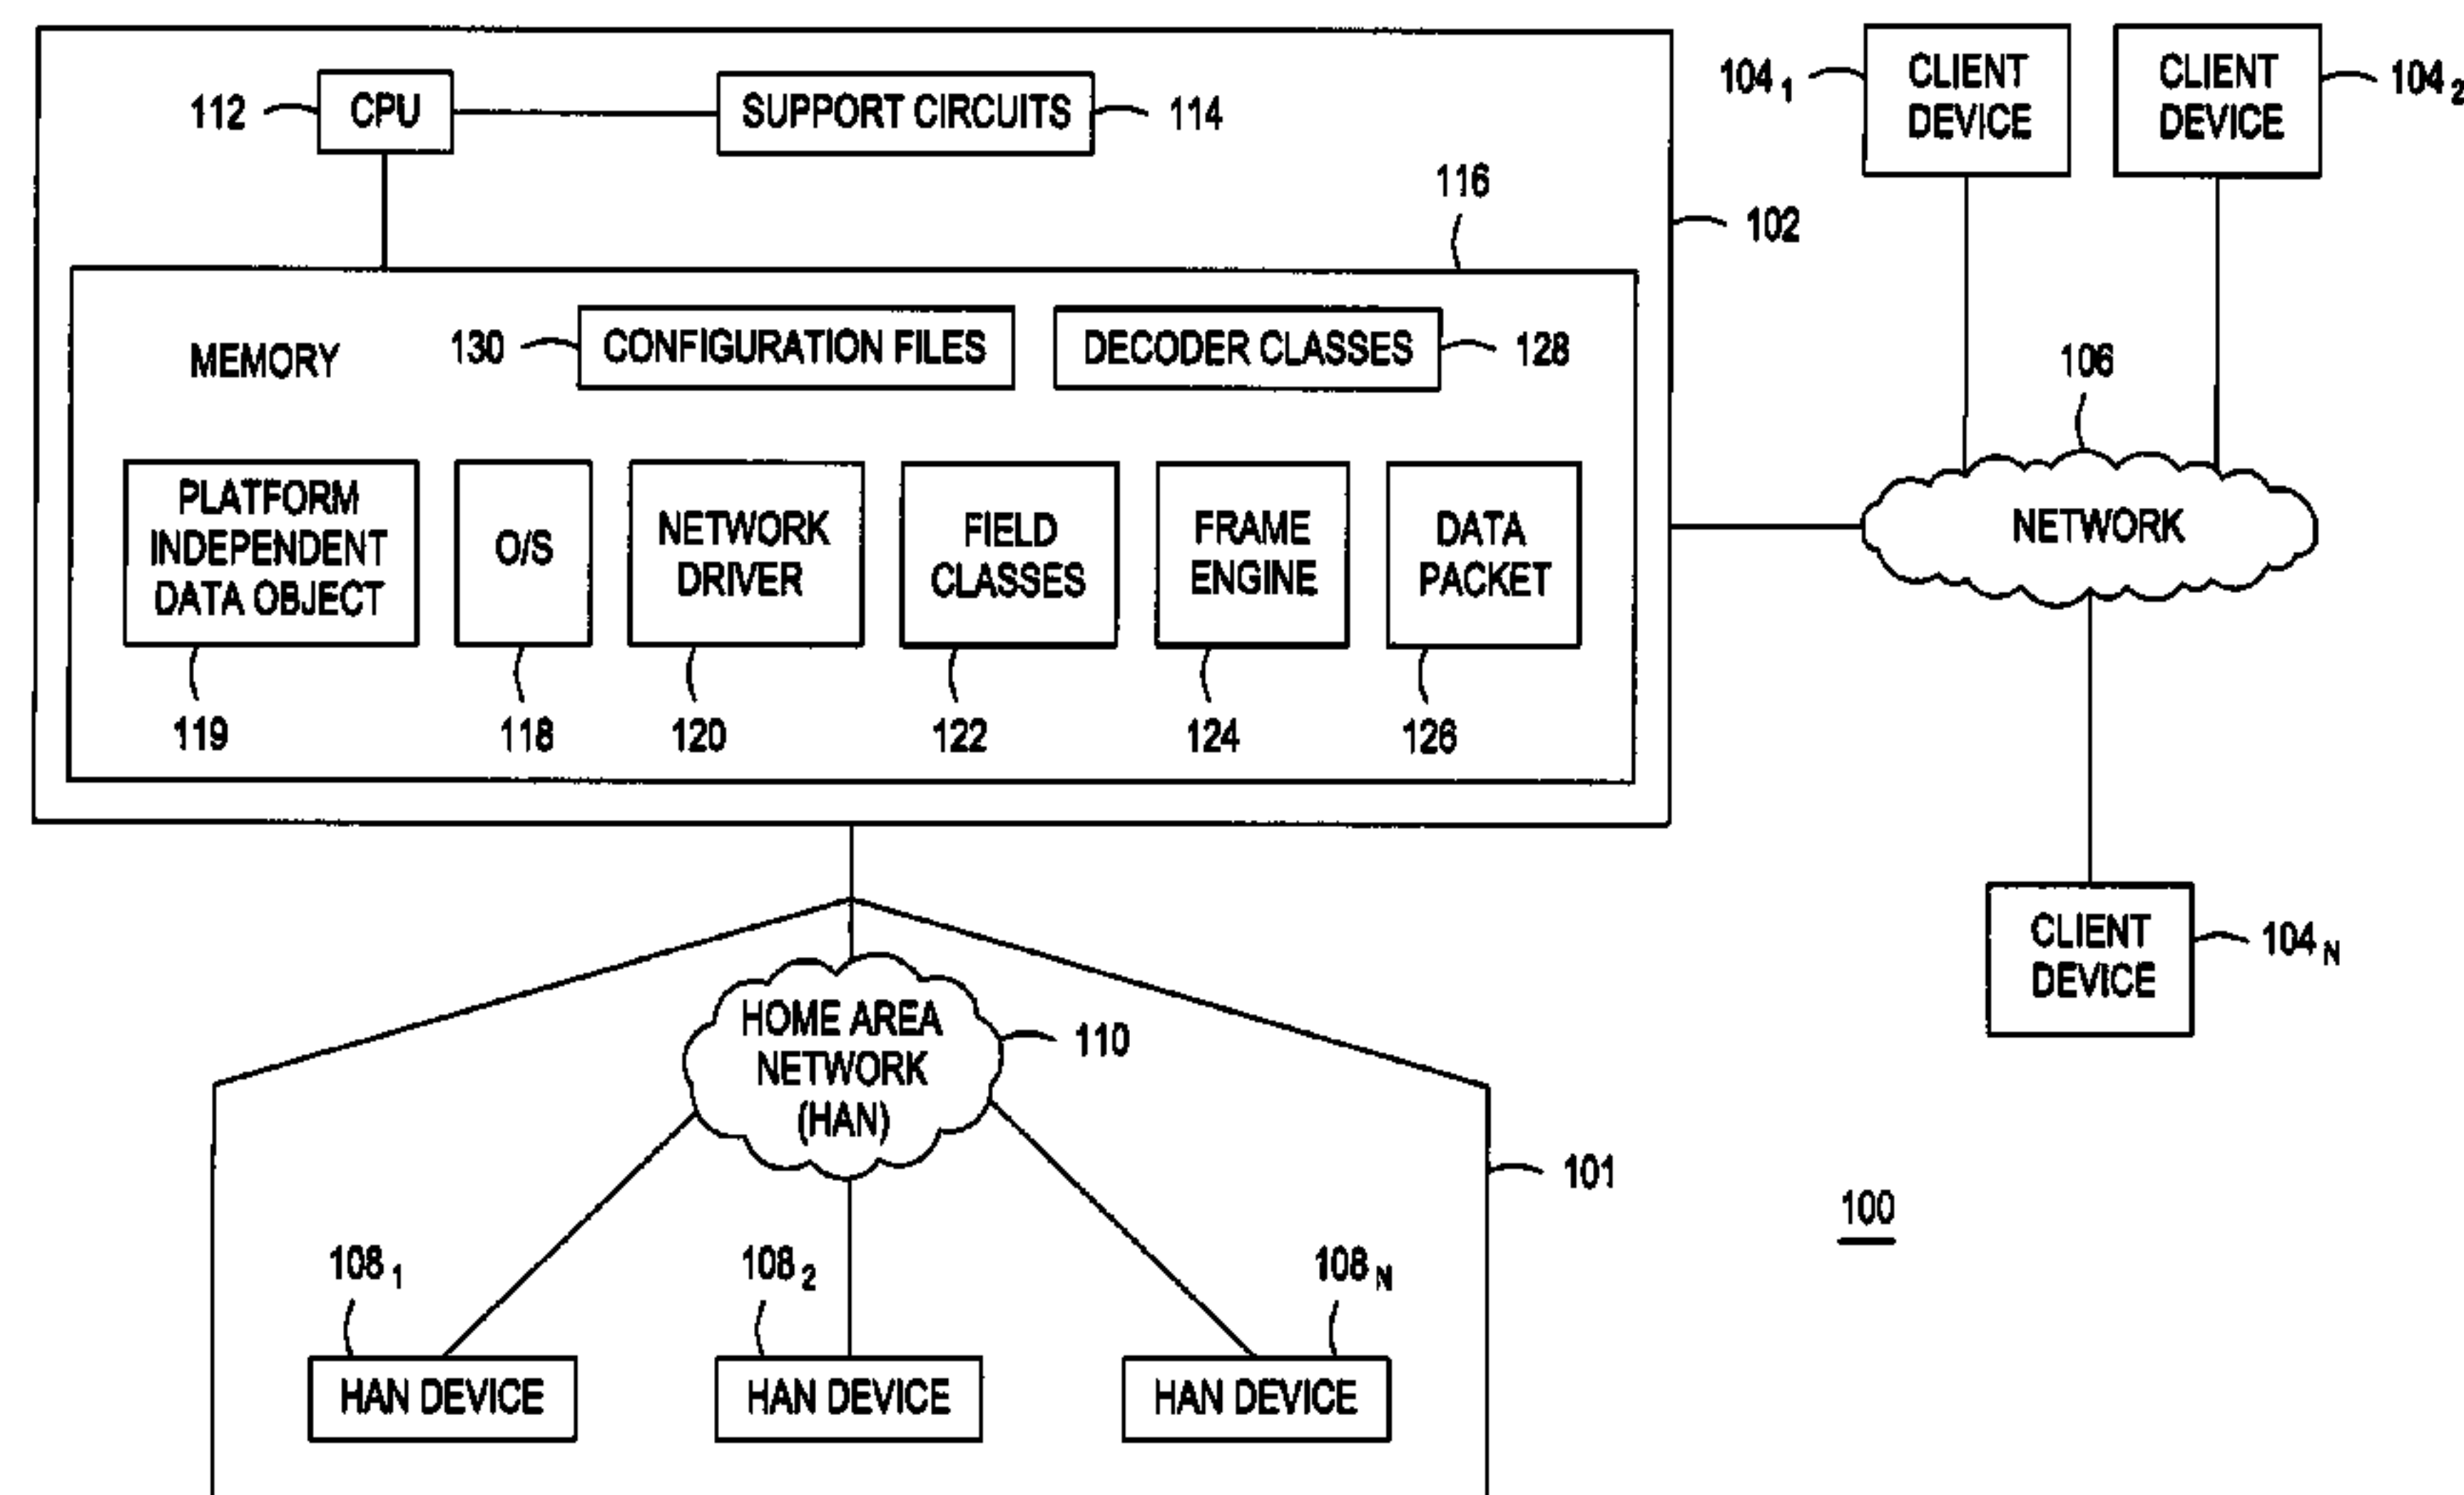 112 CPU SUPPORT CIRCUITS 114
116
102
MEMORY
130 CONFIGURATION FILES DECODER CLASSES 128
PLATFORM
INDEPENDENT
DATA OBJECT
O/S
NETWORK
DRIVER
FIELD
CLASSES
FRAME
ENGINE
DATA
PACKET
119 118 120 122 124 126
104 1
CLIENT
DEVICE
CLIENT
DEVICE
104 2
106
NETWORK
CLIENT
DEVICE
104 N
HOME AREA
NETWORK
(HAN)
110
101
100
108 1 108 2 108 N
HAN DEVICE HAN DEVICE HAN DEVICE